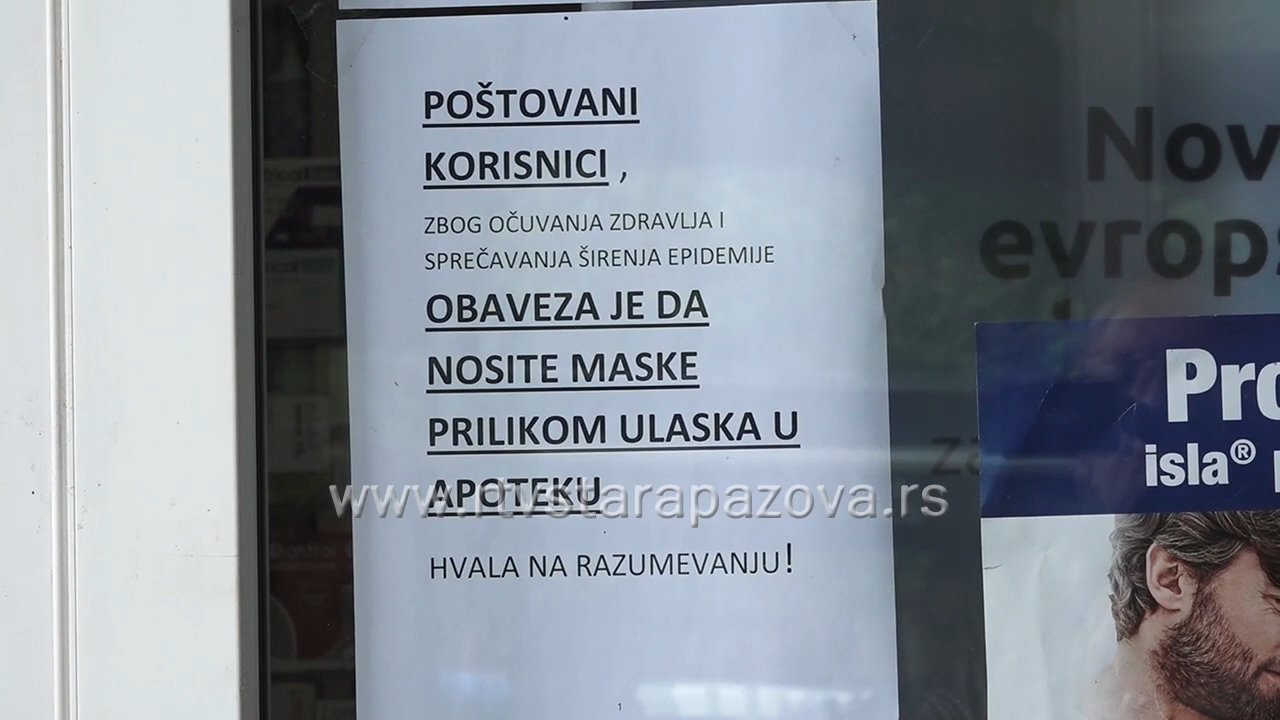 POŠTOVANI
KORISNICI ,
ZBOG OČUVANJA ZDRAVLJA I
SPREČAVANJA ŠIRENJA EPIDEMIJE
OBAVEZA JE DA
NOSITE MASKE
PRILIKOM ULASKA U
APOTEKU
HVALA NA RAZUMEVANJU!
1
www.rtvstarapazova.rs
Nov
evrops
za
Pro
isla®